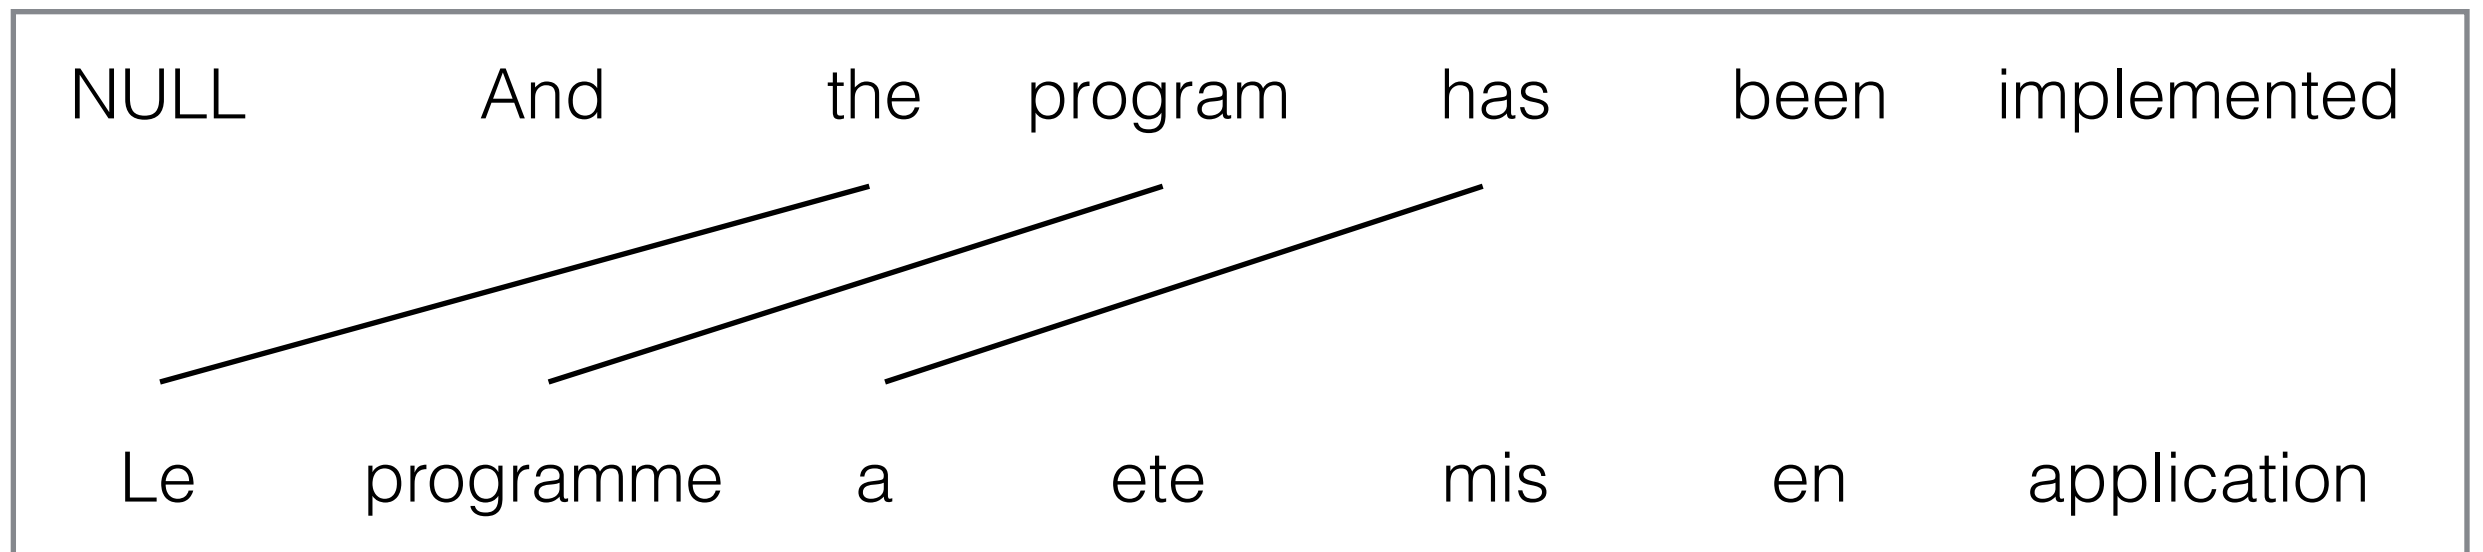 NULL And the program has been implemented
Le programme a ete mis en application